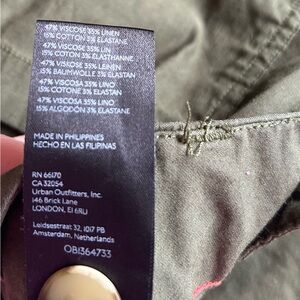 47% VISCOSE 35% LINEN
15% COTTON 3% ELASTANE
47% VISCOSE 35% LIN
15% COTON 3% ELASTHANNE
47% VISKOSE 35% LEINEN
15% BAUMWOLLE 3% ELASTAN
47% VISCOSA 35% LINO
15% COTONE 3% ELASTAN
47% VISCOSA 35% LINO
15% ALGODÓN 3% ELASTANO
MADE IN PHILIPPINES
HECHO EN LAS FILIPINAS
RN 66170
CA 32054
Urban Outfitters, Inc.
146 Brick Lane
LONDON, E1 6RU
Leidsestraat 32, 1017 PB
Amsterdam, Netherlands
OB1364733